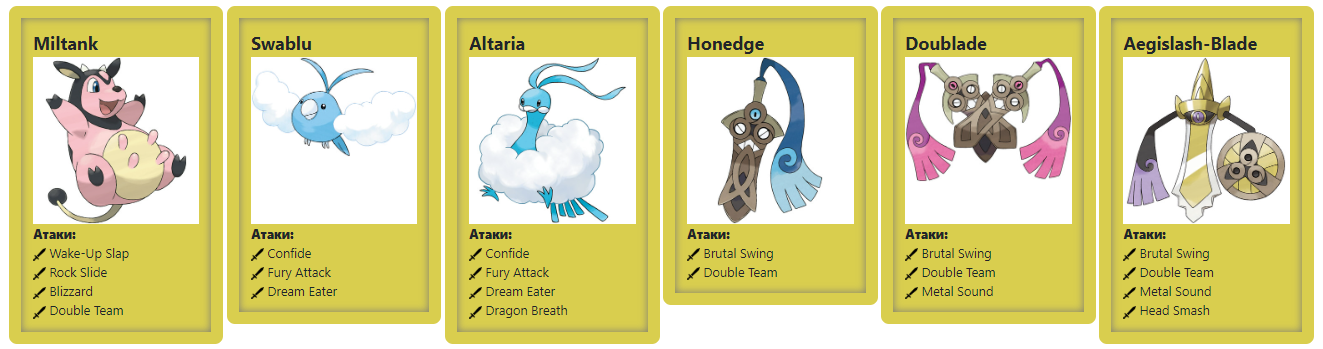 Miltank
Атаки:
Wake-Up Slap
Rock Slide
Blizzard
Double Team
Swablu
Атаки:
Confide
Fury Attack
Dream Eater
Altaria
Атаки:
Confide
Fury Attack
Dream Eater
Dragon Breath
Honedge
Атаки:
Brutal Swing
Double Team
Doublade
Атаки:
Brutal Swing
Double Team
Metal Sound
Aegislash-Blade
Атаки:
Brutal Swing
Double Team
Metal Sound
Head Smash